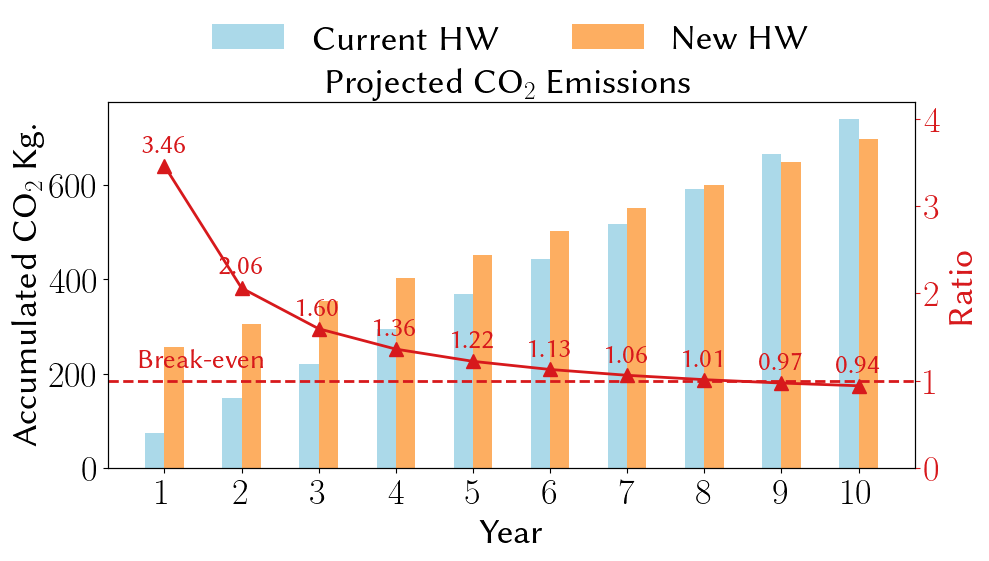 Current HW New HW
Projected CO₂ Emissions
Accumulated CO₂ Kg.
600
400
200
0
4
3
2
1
0
Ratio
3.46
2.06
1.60
1.36
1.22
1.13
1.06
1.01
0.97
0.94
Break-even
1 2 3 4 5 6 7 8 9 10
Year